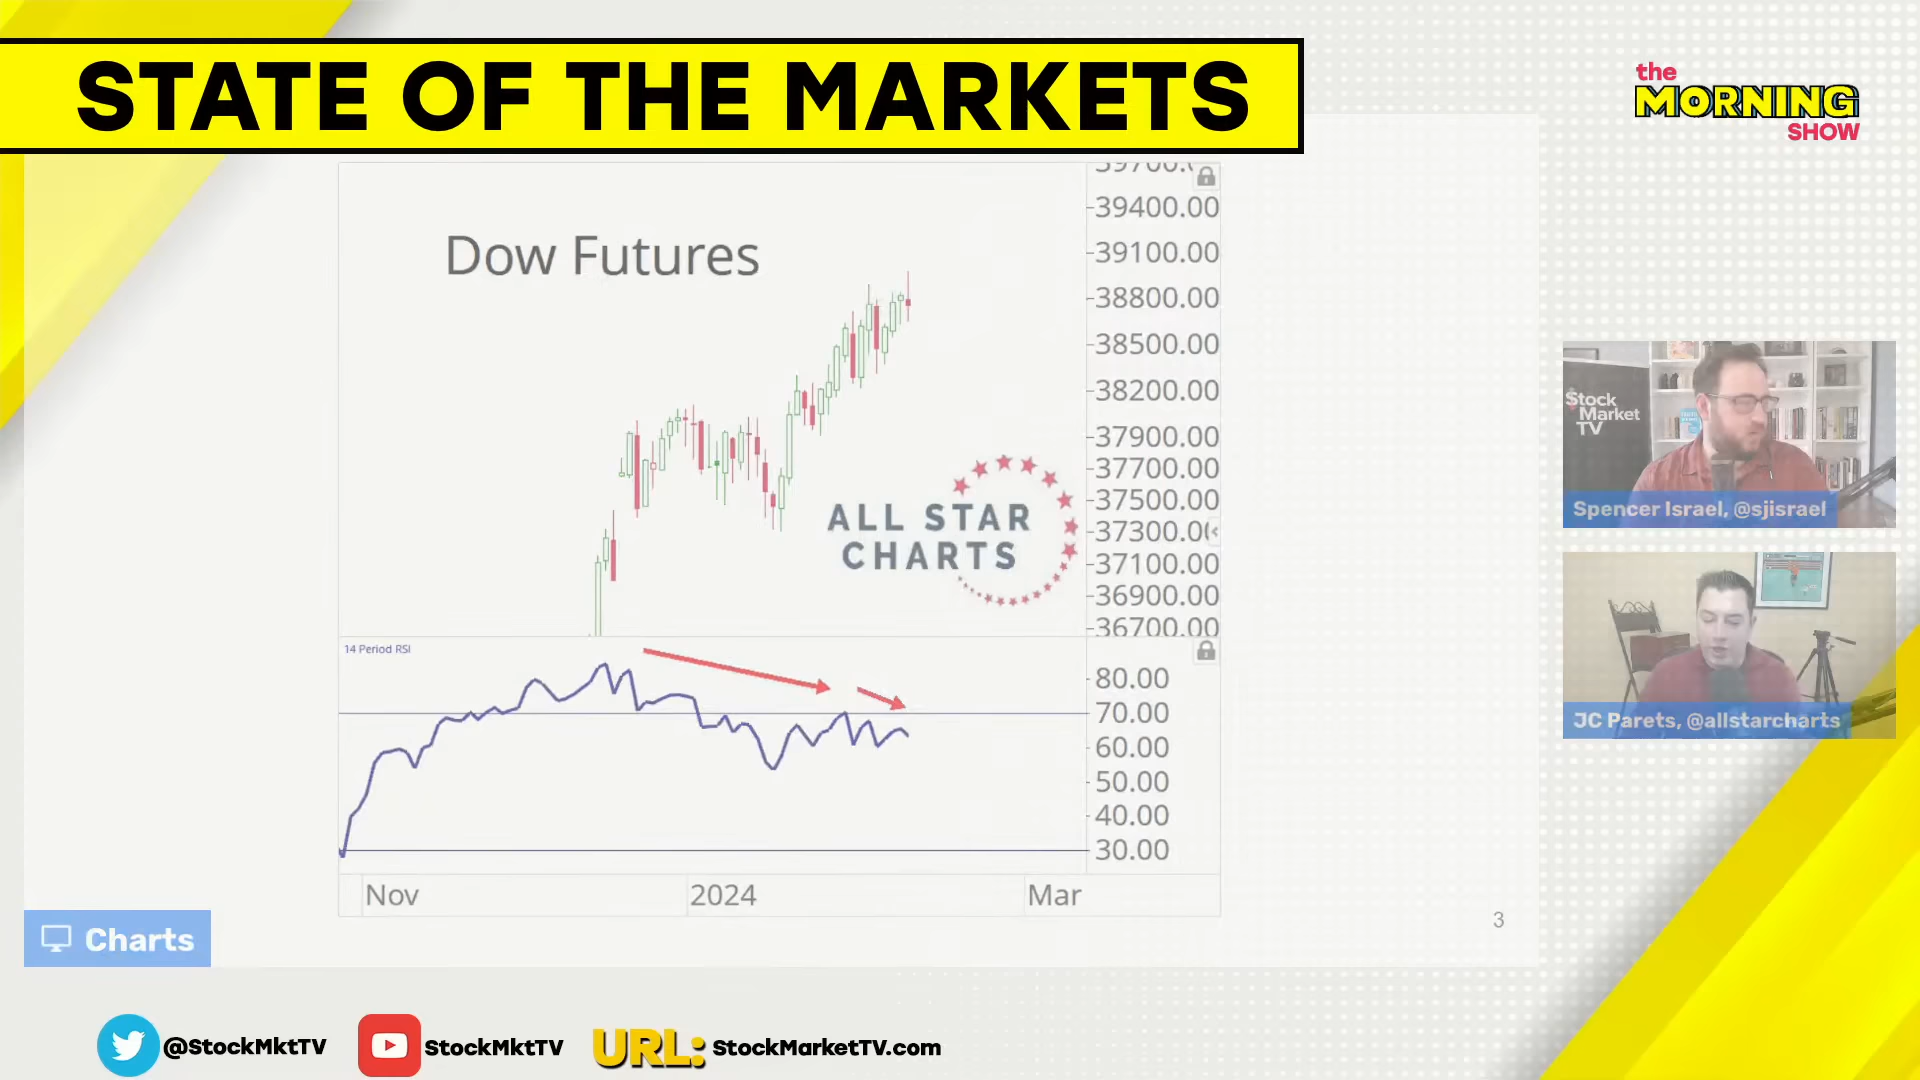 STATE OF THE MARKETS
the
MORNING
SHOW
Dow Futures
39700.0
39400.00
39100.00
38800.00
38500.00
38200.00
37900.00
37700.00
37500.00
37300.0
37100.00
36900.00
36700.00
ALL STAR
CHARTS
14 Period RSI
80.00
70.00
60.00
50.00
40.00
30.00
Nov
2024
Mar
3
Stock
Market
TV
Spencer Israel, @sjisrael
JC Parets, @allstarcharts
Charts
@StockMktTV
StockMktTV
URL:
StockMarketTV.com